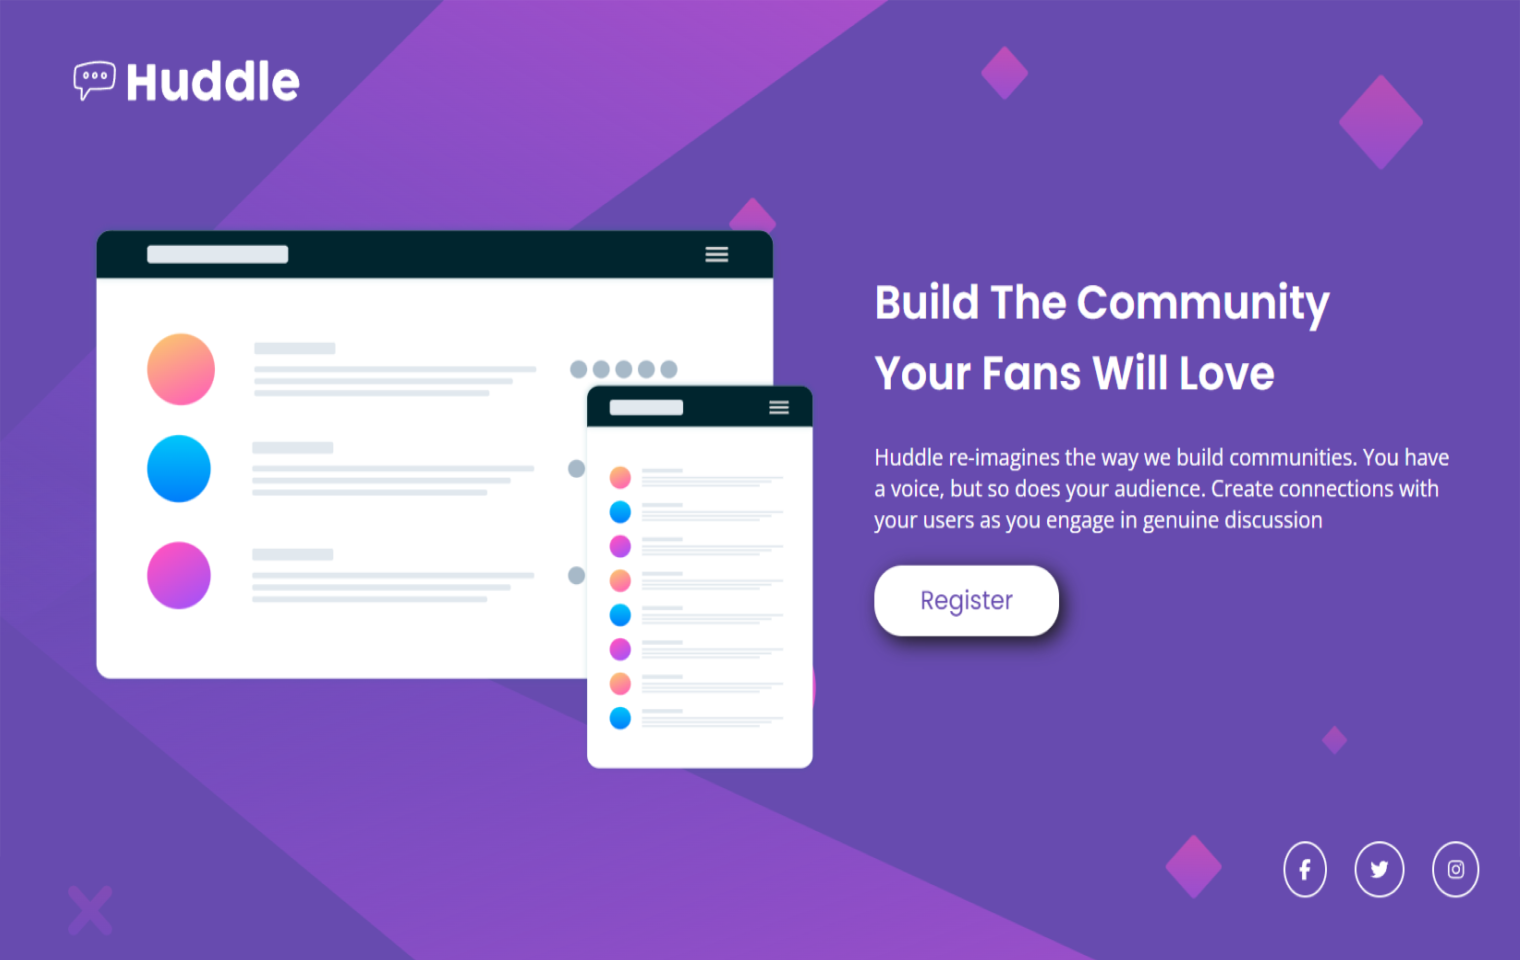 Huddle
Build The Community
Your Fans Will Love
Huddle re-imagines the way we build communities. You have
a voice, but so does your audience. Create connections with
your users as you engage in genuine discussion
Register